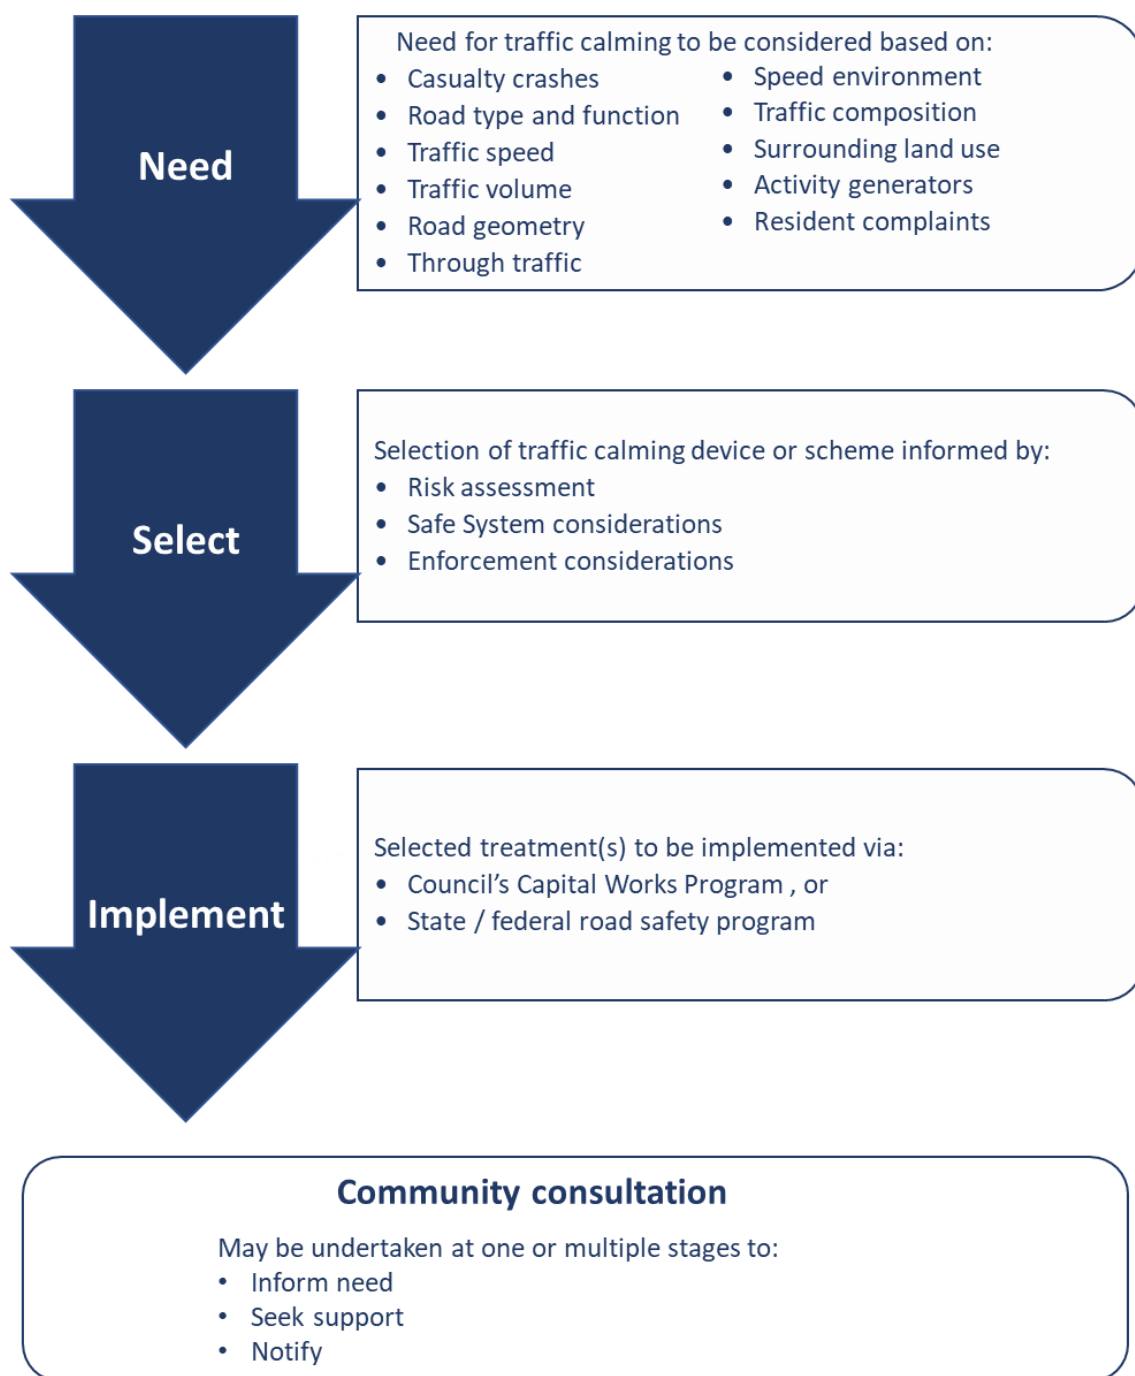 Need
Need for traffic calming to be considered based on:
• Casualty crashes
• Road type and function
• Traffic speed
• Traffic volume
• Road geometry
• Through traffic
• Speed environment
• Traffic composition
• Surrounding land use
• Activity generators
• Resident complaints
Select
Selection of traffic calming device or scheme informed by:
• Risk assessment
• Safe System considerations
• Enforcement considerations
Implement
Selected treatment(s) to be implemented via:
• Council’s Capital Works Program , or
• State / federal road safety program
Community consultation
May be undertaken at one or multiple stages to:
• Inform need
• Seek support
• Notify